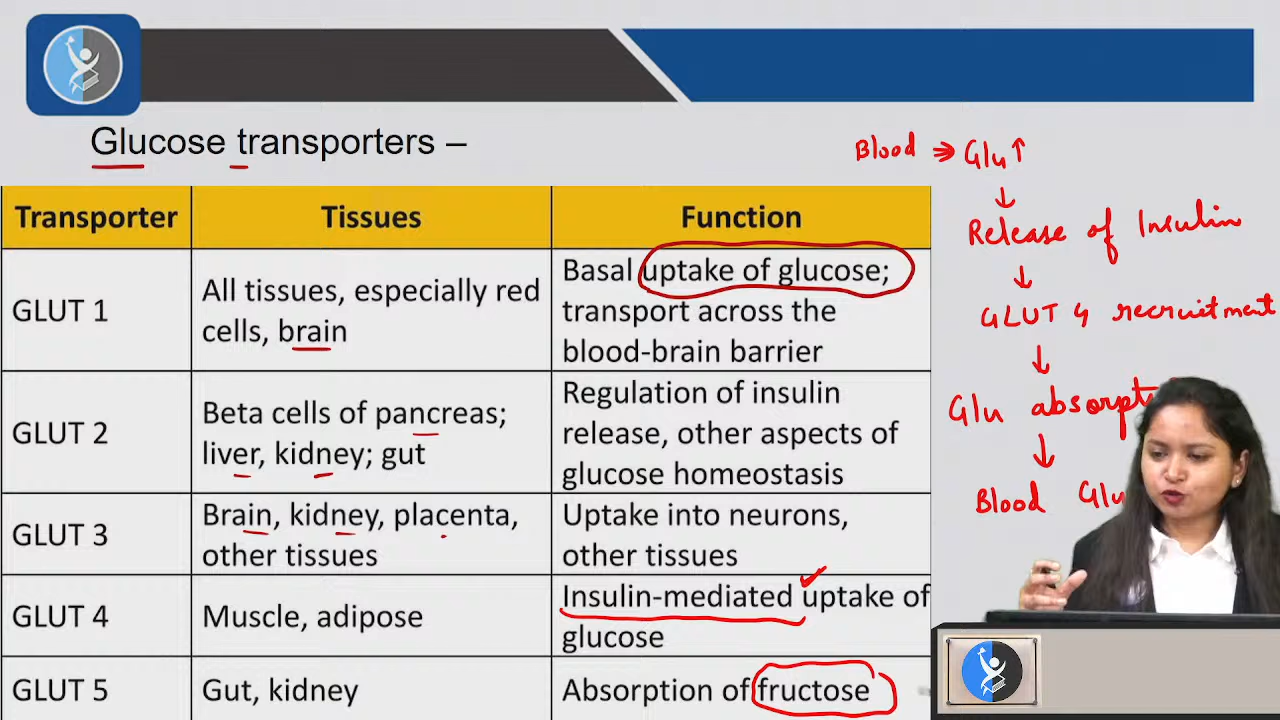 Glucose transporters –
Blood ⇒ Glu↑
↓
Release of Insulin
↓
GLUT 4 recruitment
↓
Glu
↓
Blood
Transporter Tissues Function
GLUT 1
All tissues, especially red
cells, brain
Basal uptake of glucose;
transport across the
blood-brain barrier
GLUT 2
Beta cells of pancreas;
liver, kidney; gut
Regulation of insulin
release, other aspects of
glucose homeostasis
GLUT 3
Brain, kidney, placenta,
other tissues
Uptake into neurons,
other tissues
GLUT 4
Muscle, adipose
Insulin-mediated uptake of
glucose
GLUT 5
Gut, kidney
Absorption of fructose